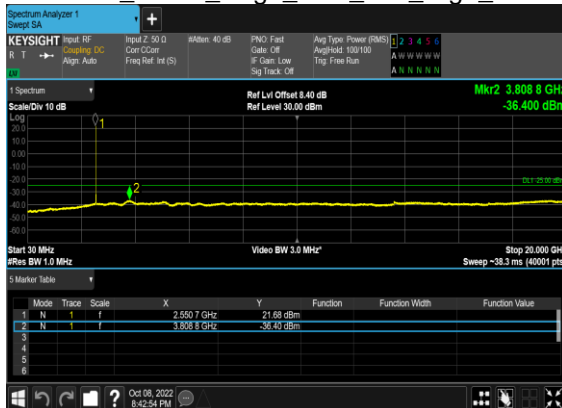 Spectrum Analyzer 1
Swept SA
KEYSIGHT Input: RF Input Z: 50 Ω #Atten: 40 dB PNO: Fast Avg Type: Power (RMS) 1 2 3 4 5 6
R T Coupling: DC Corr CCorr Gate: Off Avg|Hold: 100/100 A W W W W W
Align: Auto Freq Ref: Int (S) IF Gain: Low Trig: Free Run
Sig Track: Off A N N N N N
1 Spectrum Ref Lvl Offset 8.40 dB Mkr2 3.808 8 GHz
Scale/Div 10 dB Ref Level 30.00 dBm -36.400 dBm
Log
20.0
10.0
0.00
-10.0
-20.0
-30.0
-40.0
-50.0
-60.0
1
2
DL1 -25.00 dBm
Start 30 MHz Video BW 3.0 MHz* Stop 20.000 GHz
#Res BW 1.0 MHz Sweep ~38.3 ms (40001 pts)
5 Marker Table
Mode Trace Scale X Y Function Function Width Function Value
1 N 1 f 2.550 7 GHz 21.68 dBm
2 N 1 f 3.808 8 GHz -36.40 dBm
3
4
5
6
? Oct 08, 2022
8:42:54 PM